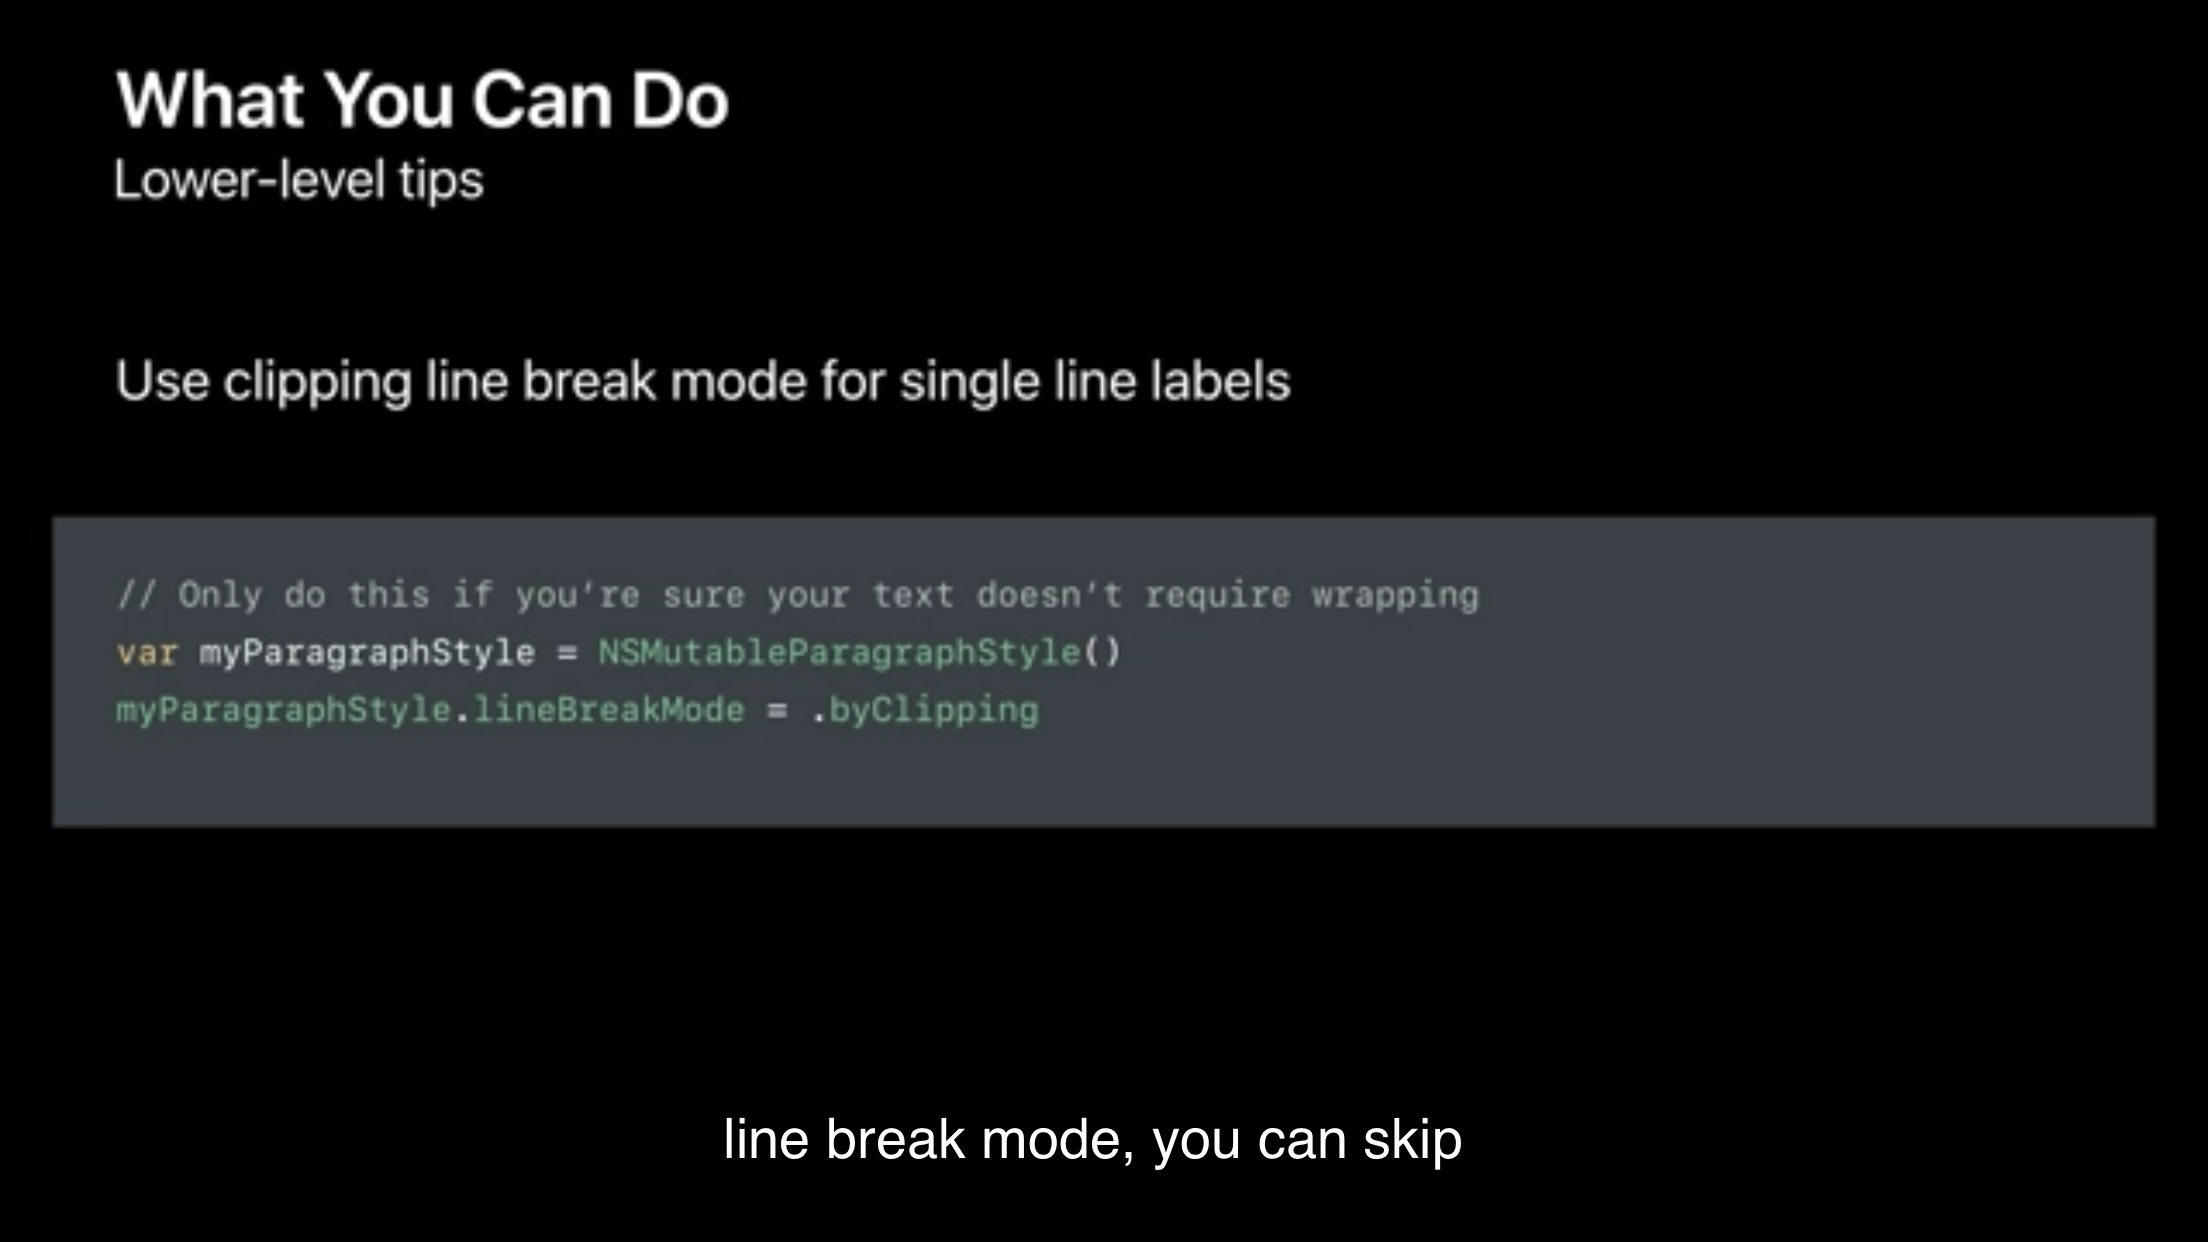 What You Can Do
Lower-level tips
Use clipping line break mode for single line labels
// Only do this if you’re sure your text doesn’t require wrapping
var myParagraphStyle = NSMutableParagraphStyle()
myParagraphStyle.lineBreakMode = .byClipping
line break mode, you can skip